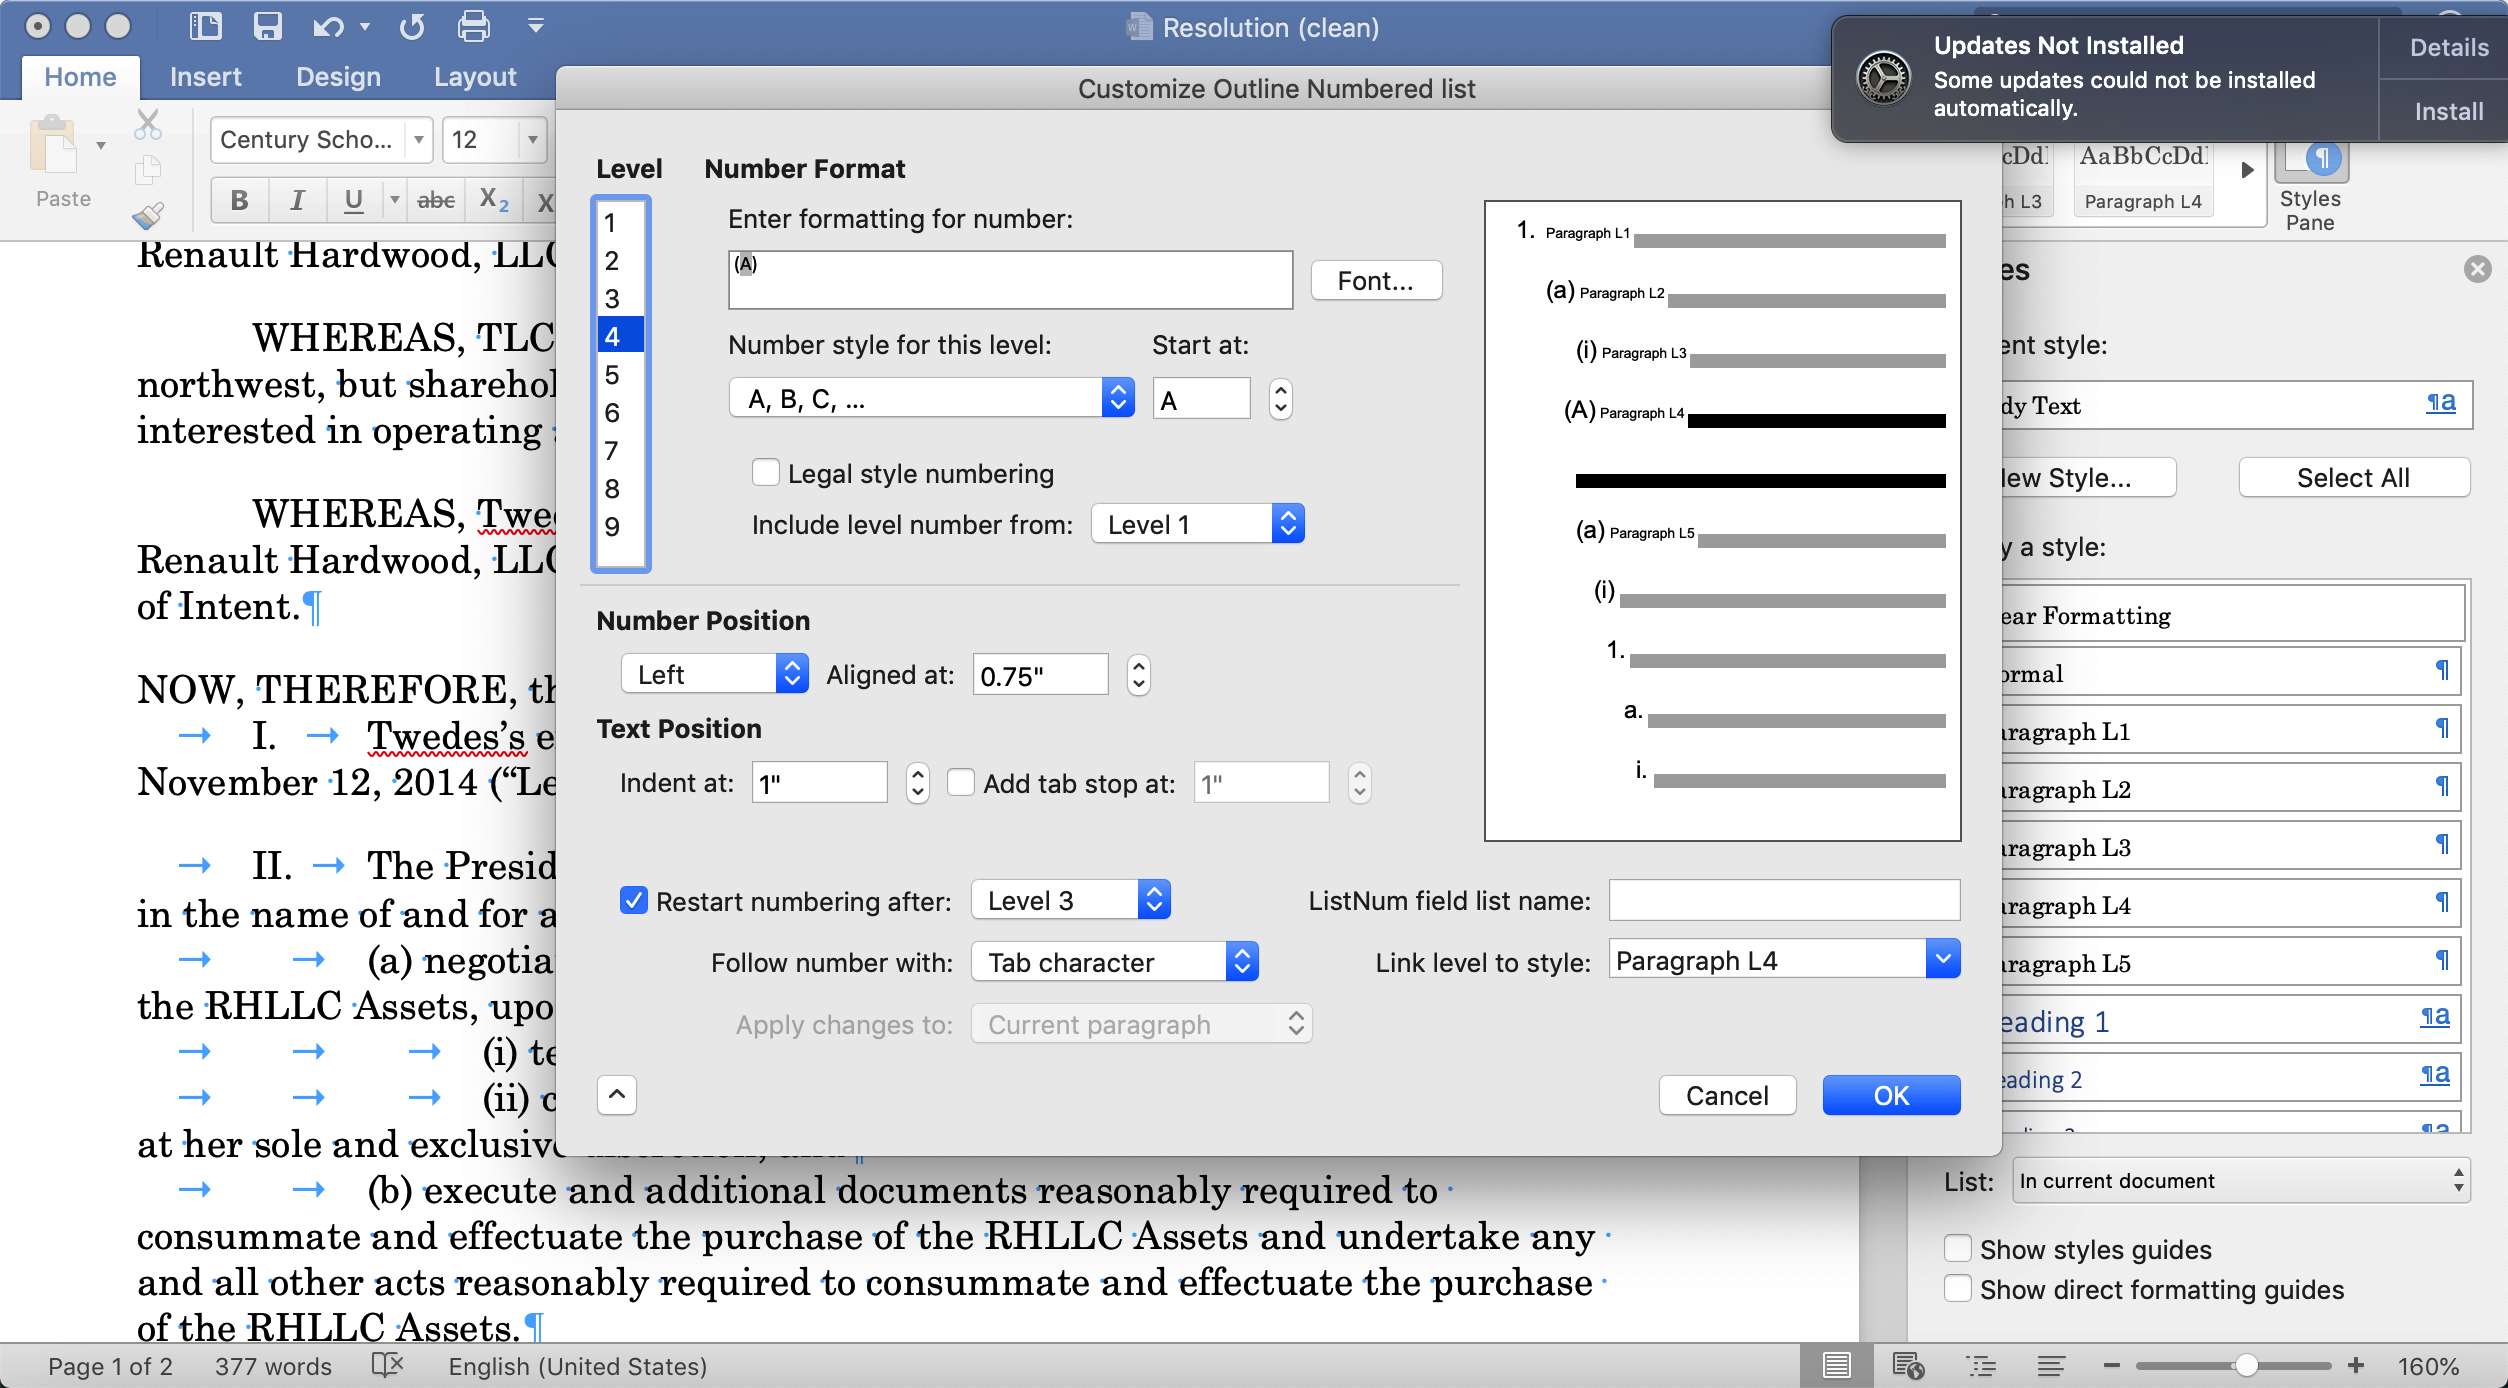 Resolution (clean)
Updates Not Installed
Some updates could not be installed
automatically.
Details
Install
Home
Insert
Design
Layout
Paste
Century Scho...
12
B
I
U
abc
X2
AaBbCcDdI
Paragraph L4
Styles
Pane
Customize Outline Numbered list
Level
1
2
3
4
5
6
7
8
9
Number Format
Enter formatting for number:
(A)
Font...
Number style for this level:
Start at:
A, B, C, ...
A
Legal style numbering
Include level number from:
Level 1
Number Position
Left
Aligned at:
0.75"
Text Position
Indent at:
1"
Add tab stop at:
1"
Restart numbering after:
Level 3
Follow number with:
Tab character
Apply changes to:
Current paragraph
ListNum field list name:
Link level to style:
Paragraph L4
Cancel
OK
1. Paragraph L1
(a) Paragraph L2
(i) Paragraph L3
(A) Paragraph L4
(a) Paragraph L5
(i)
1.
a.
i.
Renault Hardwood, LLC
WHEREAS, TLC
northwest, but sharehol
interested in operating
WHEREAS, Twed
Renault Hardwood, LLC
of Intent.¶
NOW, THEREFORE, th
→ I. → Twedes’s e
November 12, 2014 (“Le
→ II. → The Presid
in the name of and for a
→ → (a) negotia
the RHLLC Assets, upo
→ → → (i) te
→ → → (ii) c
at her sole and exclusive discretion, and¶
→ → (b) execute and additional documents reasonably required to
consummate and effectuate the purchase of the RHLLC Assets and undertake any
and all other acts reasonably required to consummate and effectuate the purchase
of the RHLLC Assets.¶
es
ent style:
dy Text
ew Style...
Select All
y a style:
ear Formatting
ormal
aragraph L1
aragraph L2
aragraph L3
aragraph L4
aragraph L5
eading 1
eading 2
List:
In current document
Show styles guides
Show direct formatting guides
Page 1 of 2
377 words
English (United States)
160%